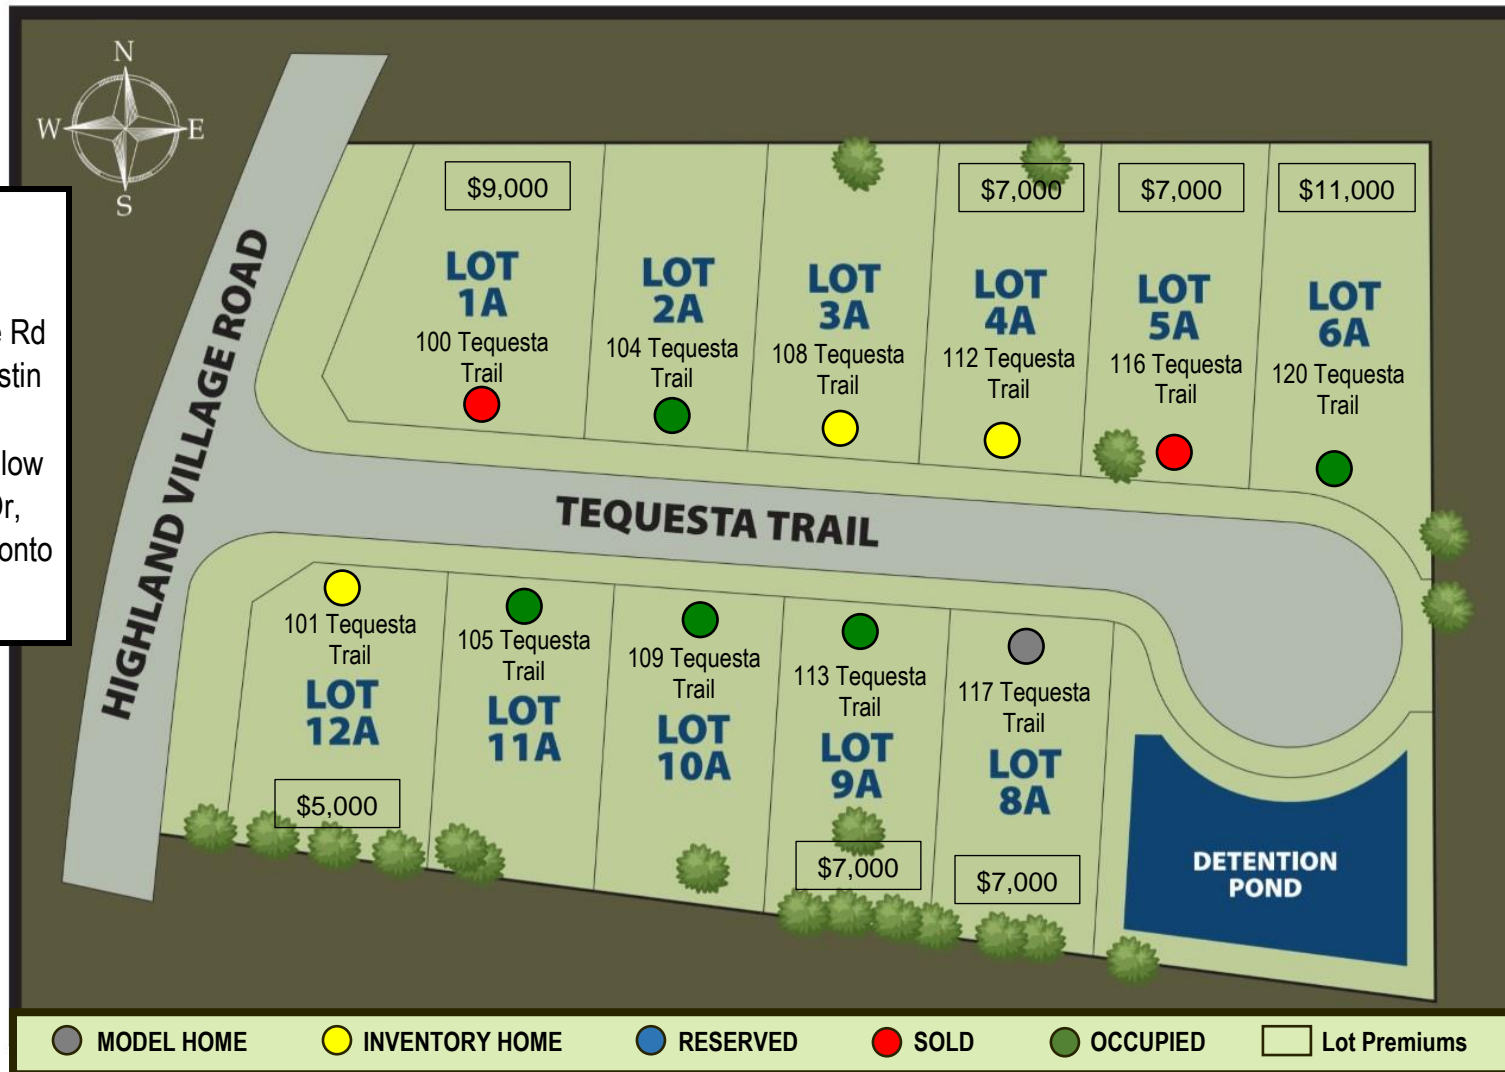 N
W
E
S
Rd
stin
low
Dr,
onto
HIGHLAND VILLAGE ROAD
$9,000
$7,000
$7,000
$11,000
LOT
1A
100 Tequesta
Trail
LOT
2A
104 Tequesta
Trail
LOT
3A
108 Tequesta
Trail
LOT
4A
112 Tequesta
Trail
LOT
5A
116 Tequesta
Trail
LOT
6A
120 Tequesta
Trail
TEQUESTA TRAIL
101 Tequesta
Trail
LOT
12A
$5,000
105 Tequesta
Trail
LOT
11A
109 Tequesta
Trail
LOT
10A
113 Tequesta
Trail
LOT
9A
$7,000
117 Tequesta
Trail
LOT
8A
$7,000
DETENTION
POND
MODEL HOME
INVENTORY HOME
RESERVED
SOLD
OCCUPIED
Lot Premiums